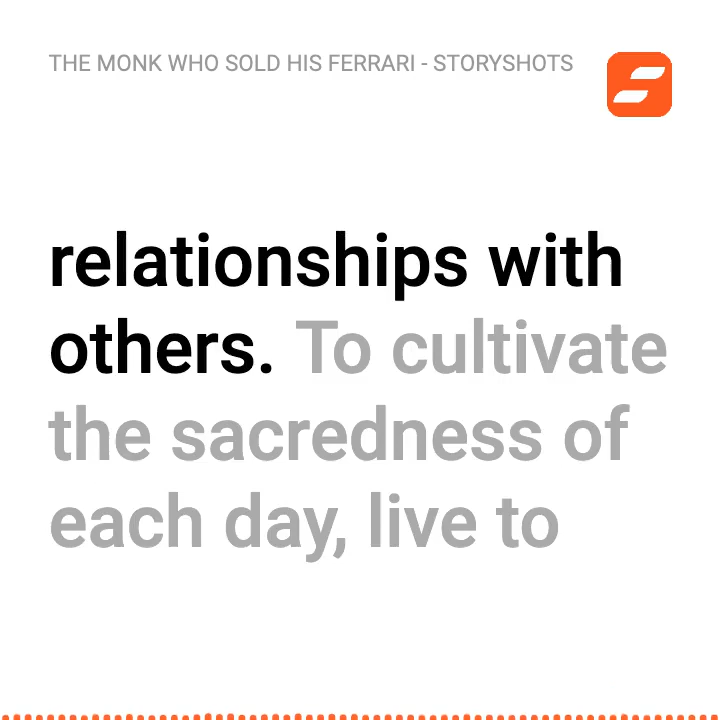 THE MONK WHO SOLD HIS FERRARI - STORYSHOTS
relationships with
others. To cultivate
the sacredness of
each day, live to